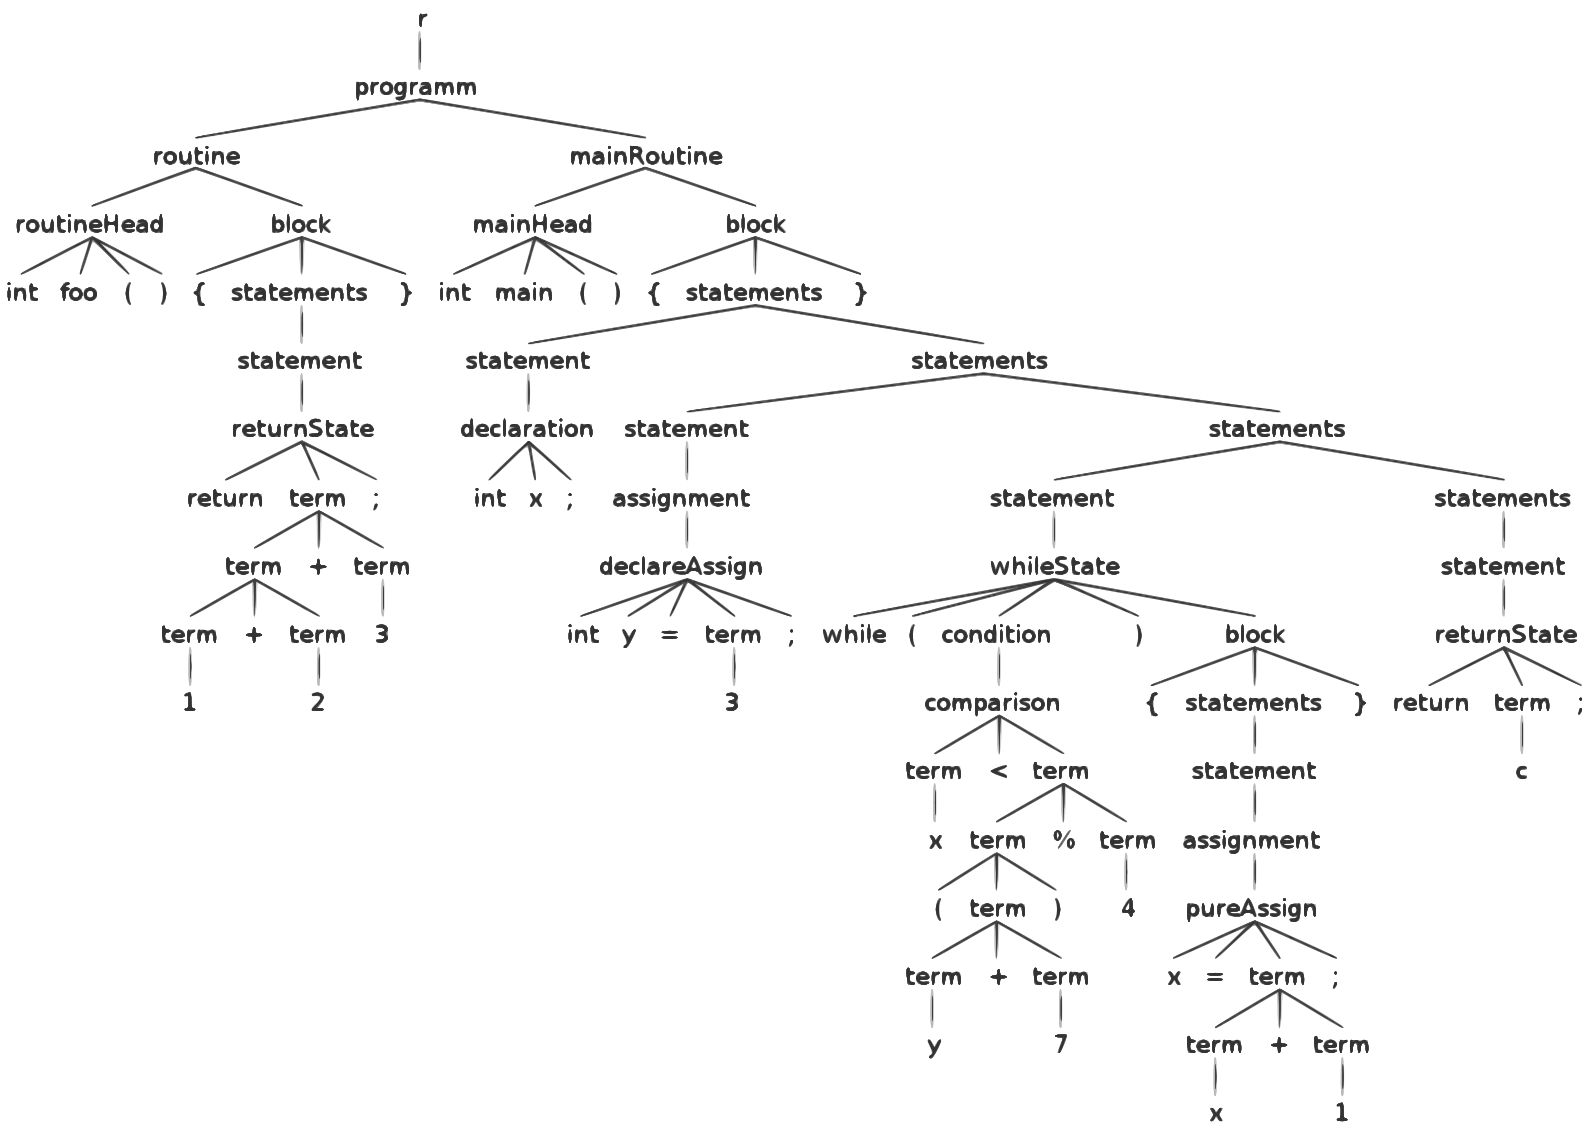 r
programm
routine mainRoutine
routineHead block mainHead block
int foo ( ) { statements } int main ( ) { statements }
statement statement statements
returnState declaration statement statements
return term ; int x ; assignment statement statements
term + term declareAssign whileState statement
term + term 3 int y = term ; while ( condition ) block returnState
1 2 3 comparison { statements } return term ;
term < term statement c
x term % term assignment
( term ) 4 pureAssign
term + term x = term ;
y 7 term + term
x 1